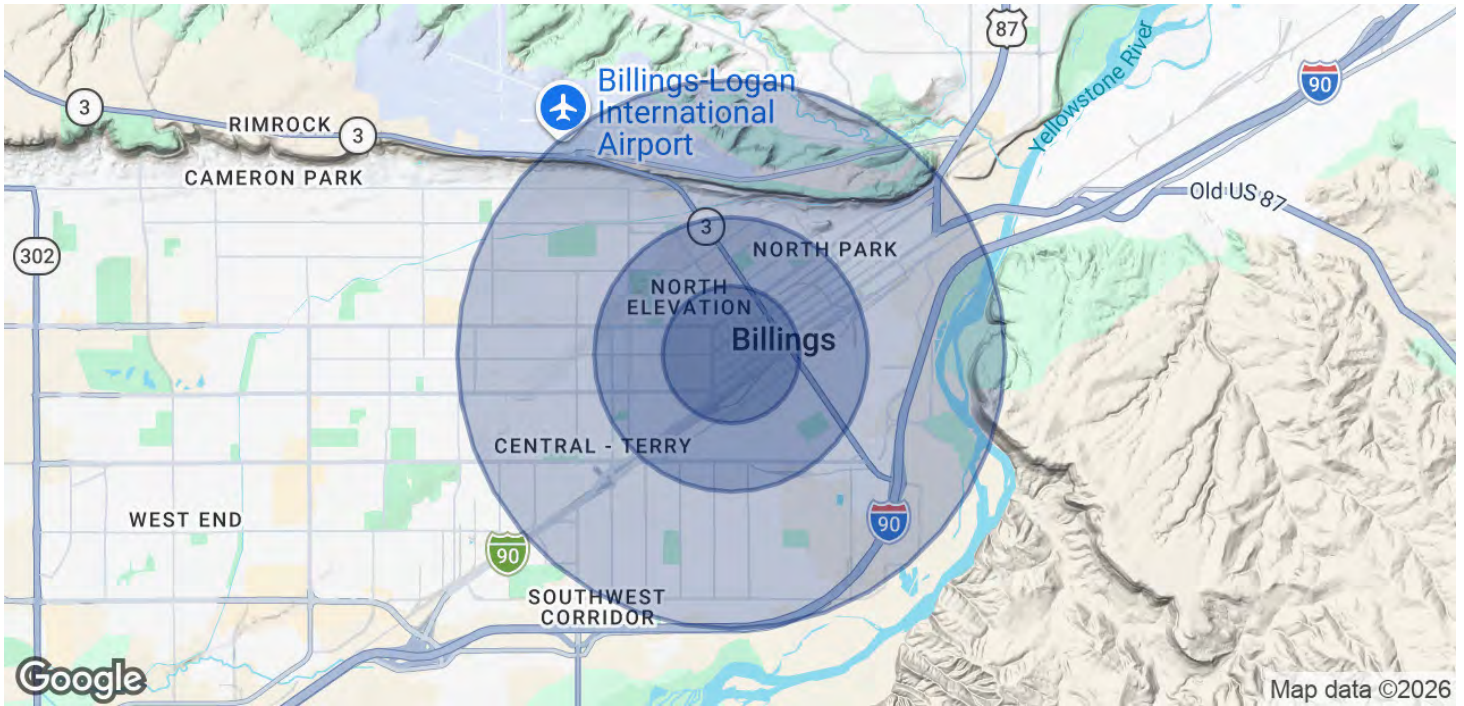 87
Yellowstone River
90
Billings-Logan
International
Airport
3
RIMROCK
3
CAMERON PARK
Old US 87
3
NORTH PARK
302
NORTH
ELEVATION
Billings
CENTRAL - TERRY
WEST END
90
90
SOUTHWEST
CORRIDOR
Google
Map data ©2026